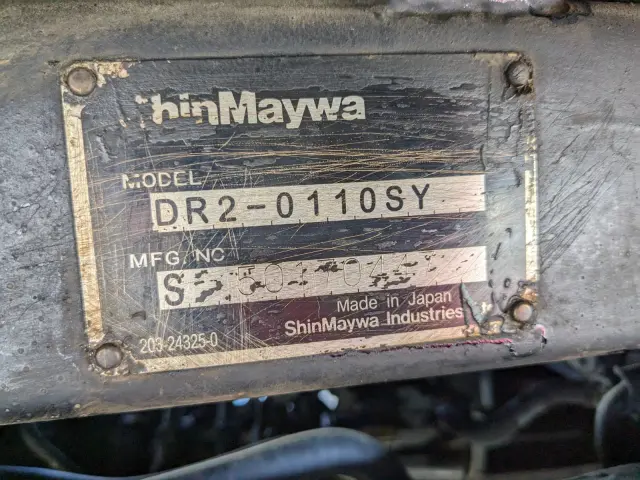 ShinMaywa
MODEL
DR2-0110SY
MFG. NO
Made in Japan
203-24325-0 ShinMaywa Industries